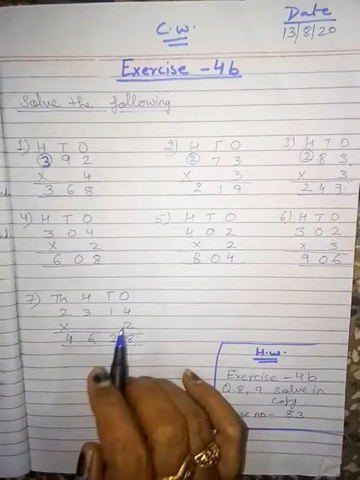 C.W.
Date
13/8/20
Exercise -4b
Solve the following
1) H T O 2) H T O 3) H T O
3 9 2 2 7 3 2 8 3
x 4 x 3 x 3
3 6 8 2 1 9 2 4 9
4) H T O 5) H T O 6) H T O
3 0 4 4 0 2 3 0 2
x 2 x 2 x 3
6 0 8 8 0 4 9 0 6
7) Th H T O
2 3 1 4
x 2
4 6 2 8
H.W.
Exercise -4b
Q.8, 9 solve in
copy.
no- 83